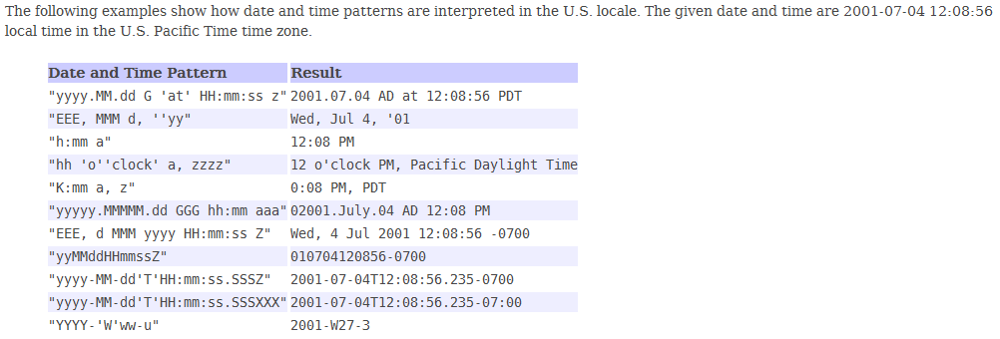 The following examples show how date and time patterns are interpreted in the U.S. locale. The given date and time are 2001-07-04 12:08:56
local time in the U.S. Pacific Time time zone.
Date and Time Pattern Result
"yyyy.MM.dd G 'at' HH:mm:ss z" 2001.07.04 AD at 12:08:56 PDT
"EEE, MMM d, ''yy" Wed, Jul 4, '01
"h:mm a" 12:08 PM
"hh 'o''clock' a, zzzz" 12 o'clock PM, Pacific Daylight Time
"K:mm a, z" 0:08 PM, PDT
"yyyyy.MMMMM.dd GGG hh:mm aaa" 02001.July.04 AD 12:08 PM
"EEE, d MMM yyyy HH:mm:ss Z" Wed, 4 Jul 2001 12:08:56 -0700
"yyMMddHHmmssZ" 010704120856-0700
"yyyy-MM-dd'T'HH:mm:ss.SSSZ" 2001-07-04T12:08:56.235-0700
"yyyy-MM-dd'T'HH:mm:ss.SSSXXX" 2001-07-04T12:08:56.235-07:00
"YYYY-'W'ww-u" 2001-W27-3